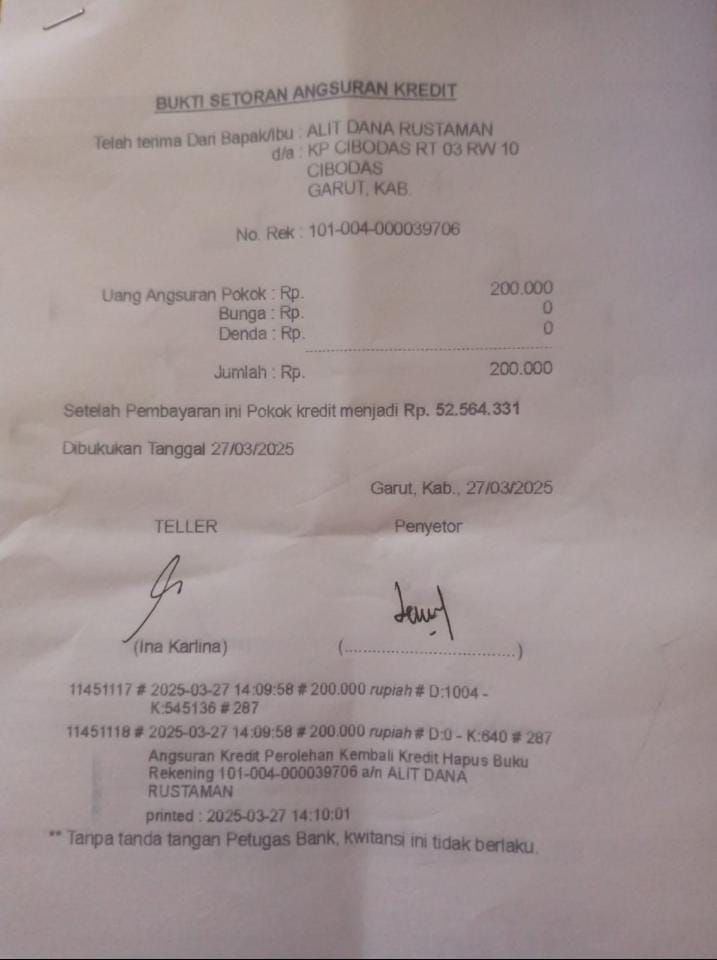 BUKTI SETORAN ANGSURAN KREDIT
Telah terima Dari Bapak/Ibu : ALIT DANA RUSTAMAN
d/a : KP CIBODAS RT 03 RW 10
CIBODAS
GARUT, KAB.
No. Rek : 101-004-000039706
Uang Angsuran Pokok : Rp. 200.000
Bunga : Rp. 0
Denda : Rp. 0
Jumlah : Rp. 200.000
Setelah Pembayaran ini Pokok kredit menjadi Rp. 52.564.331
Dibukukan Tanggal 27/03/2025
Garut, Kab., 27/03/2025
TELLER Penyetor
(Ina Karlina) (................................)
11451117 # 2025-03-27 14:09:58 # 200.000 rupiah # D:1004 -
K:545136 # 287
11451118 # 2025-03-27 14:09:58 # 200.000 rupiah # D:0 - K:640 # 287
Angsuran Kredit Perolehan Kembali Kredit Hapus Buku
Rekening 101-004-000039706 a/n ALIT DANA
RUSTAMAN
printed : 2025-03-27 14:10:01
** Tanpa tanda tangan Petugas Bank, kwitansi ini tidak berlaku.